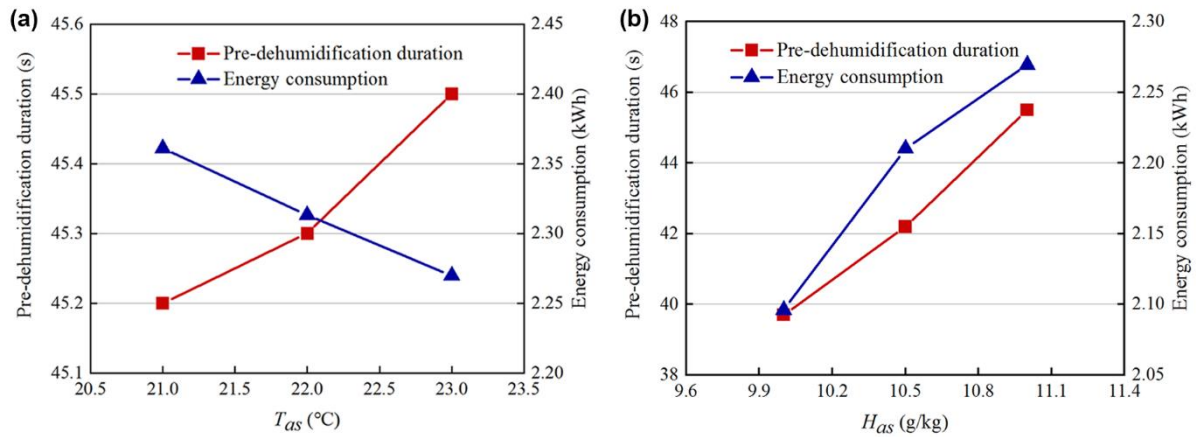 (a)
Pre-dehumidification duration (s)
45.6
45.5
45.4
45.3
45.2
45.1
Pre-dehumidification duration
Energy consumption
2.45
2.40
2.35
2.30
2.25
2.20
Energy consumption (kWh)
20.5 21.0 21.5 22.0 22.5 23.0 23.5
Tas (°C)
(b)
Pre-dehumidification duration (s)
48
46
44
42
40
38
Pre-dehumidification duration
Energy consumption
2.30
2.25
2.20
2.15
2.10
2.05
Energy consumption (kWh)
9.6 9.9 10.2 10.5 10.8 11.1 11.4
Has (g/kg)